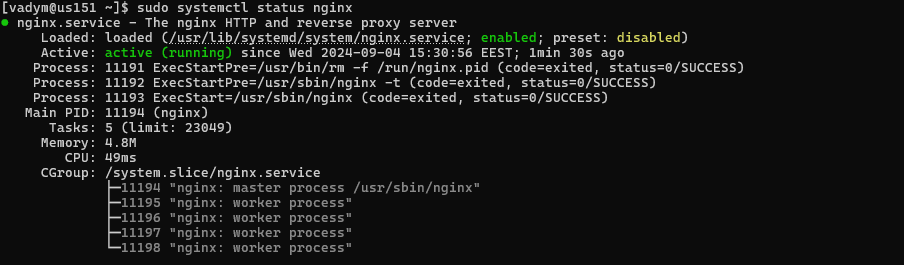 [vadym@us151 ~]$ sudo systemctl status nginx
● nginx.service – The nginx HTTP and reverse proxy server
     Loaded: loaded (/usr/lib/systemd/system/nginx.service; enabled; preset: disabled)
     Active: active (running) since Wed 2024-09-04 15:30:56 EEST; 1min 30s ago
    Process: 11191 ExecStartPre=/usr/bin/rm -f /run/nginx.pid (code=exited, status=0/SUCCESS)
    Process: 11192 ExecStartPre=/usr/sbin/nginx -t (code=exited, status=0/SUCCESS)
    Process: 11193 ExecStart=/usr/sbin/nginx (code=exited, status=0/SUCCESS)
   Main PID: 11194 (nginx)
      Tasks: 5 (limit: 23049)
     Memory: 4.8M
        CPU: 49ms
     CGroup: /system.slice/nginx.service
             ├─11194 "nginx: master process /usr/sbin/nginx"
             ├─11195 "nginx: worker process"
             ├─11196 "nginx: worker process"
             ├─11197 "nginx: worker process"
             └─11198 "nginx: worker process"